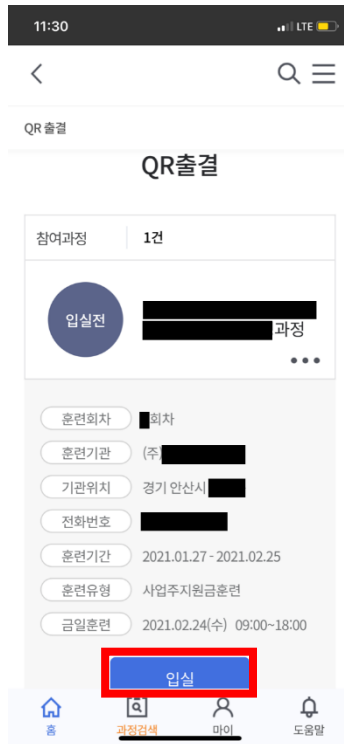 11:30
LTE
QR 출결
QR출결
참여과정 1건
입실전
과정
훈련회차 회차
훈련기관 (주)
기관위치 경기 안산시
전화번호
훈련기간 2021.01.27 - 2021.02.25
훈련유형 사업주지원금훈련
금일훈련 2021.02.24(수) 09:00~18:00
입실
홈 과정검색 마이 도움말